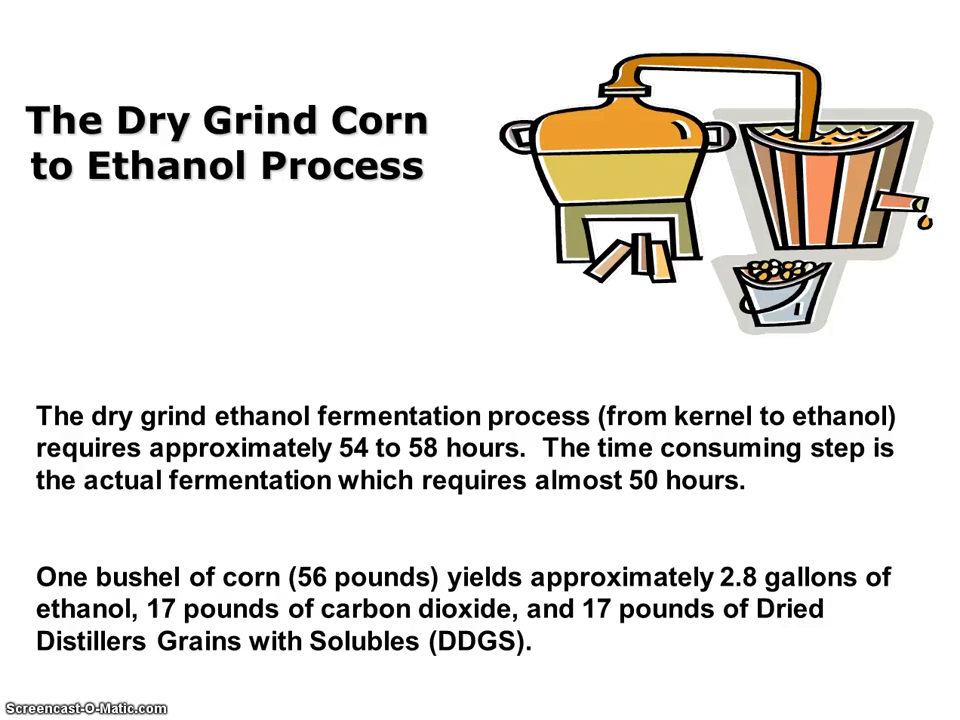 The Dry Grind Corn
to Ethanol Process
The dry grind ethanol fermentation process (from kernel to ethanol)
requires approximately 54 to 58 hours.  The time consuming step is
the actual fermentation which requires almost 50 hours.
One bushel of corn (56 pounds) yields approximately 2.8 gallons of
ethanol, 17 pounds of carbon dioxide, and 17 pounds of Dried
Distillers Grains with Solubles (DDGS).
Screencast-O-Matic.com